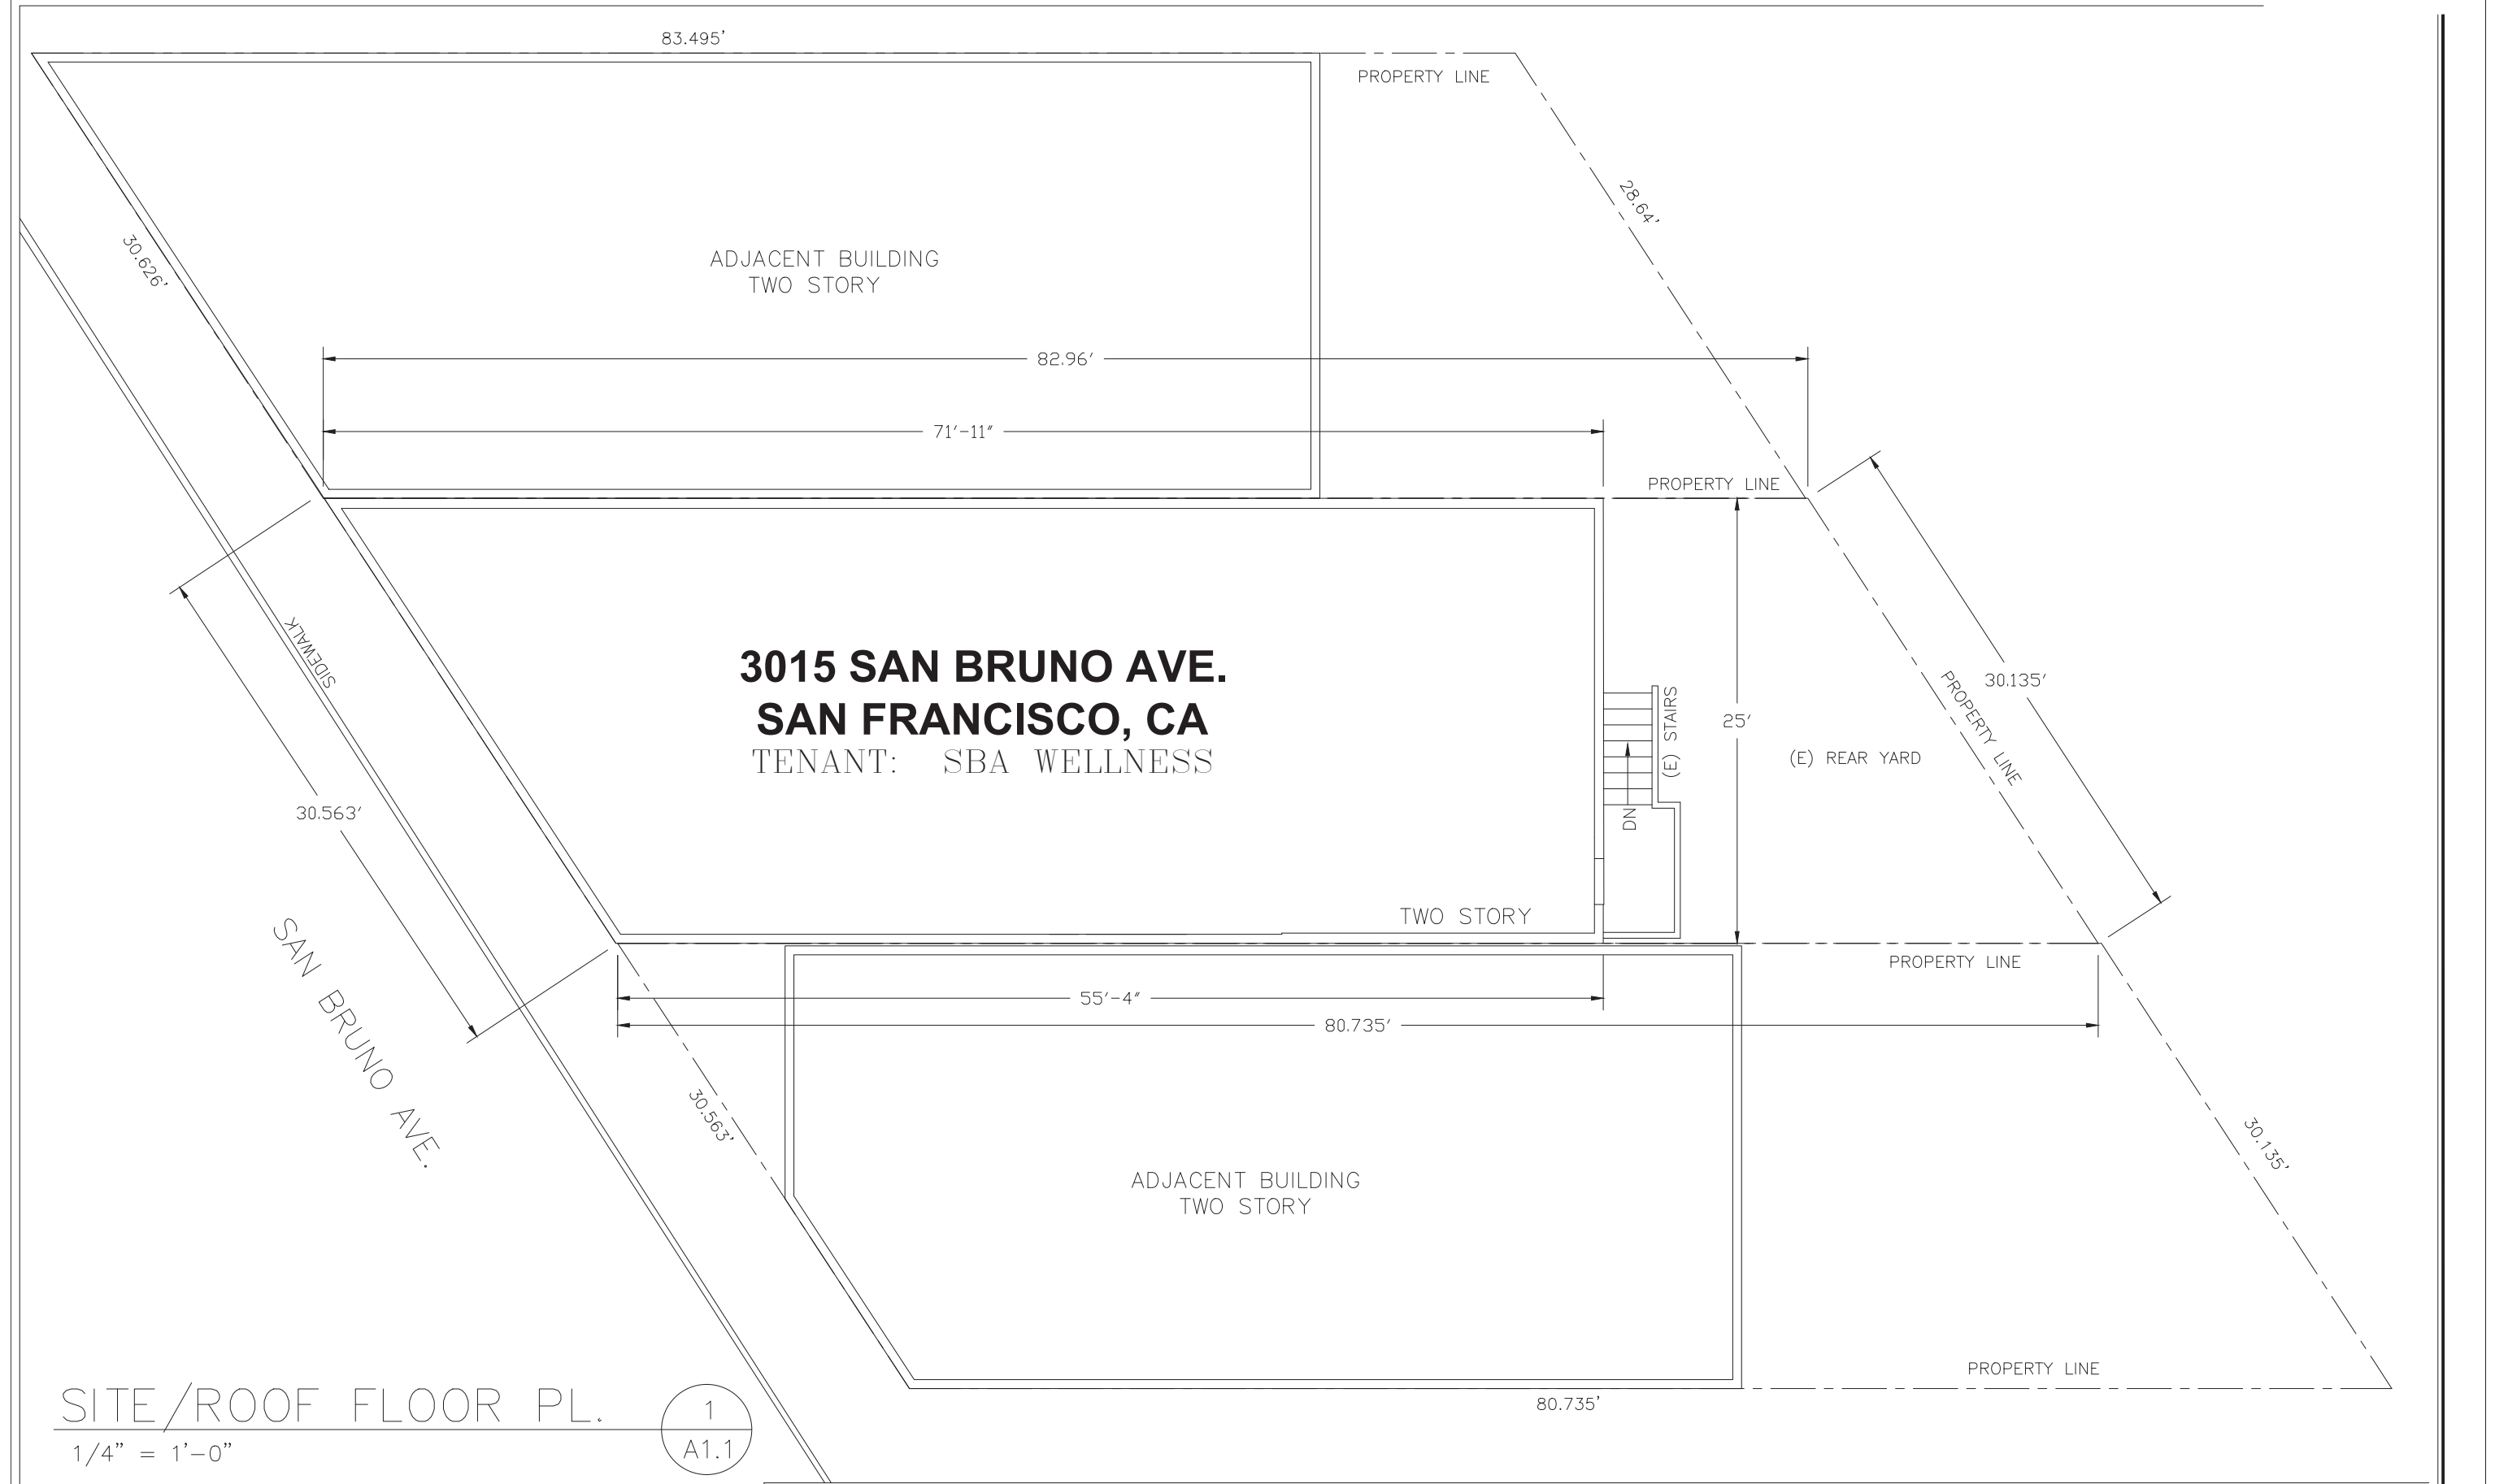 83.495'
PROPERTY LINE
28.64'
30.626'
ADJACENT BUILDING
TWO STORY
82.96'
71'-11"
PROPERTY LINE
SIDEWALK
3015 SAN BRUNO AVE.
SAN FRANCISCO, CA
TENANT: SBA WELLNESS
(E) STAIRS
DN
25'
(E) REAR YARD
PROPERTY LINE
30.135'
30.563'
TWO STORY
PROPERTY LINE
SAN BRUNO AVE.
55'-4"
80.735'
30.563'
30.135'
ADJACENT BUILDING
TWO STORY
PROPERTY LINE
80.735'
SITE/ROOF FLOOR PL.
1/4" = 1'-0"
1
A1.1